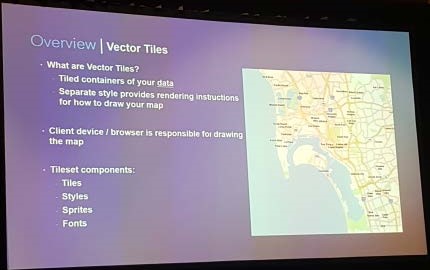 Overview | Vector Tiles
· What are Vector Tiles?
· Tiled containers of your data
· Separate style provides rendering instructions
for how to draw your map
· Client device / browser is responsible for drawing
the map
· Tileset components:
· Tiles
· Styles
· Sprites
· Fonts